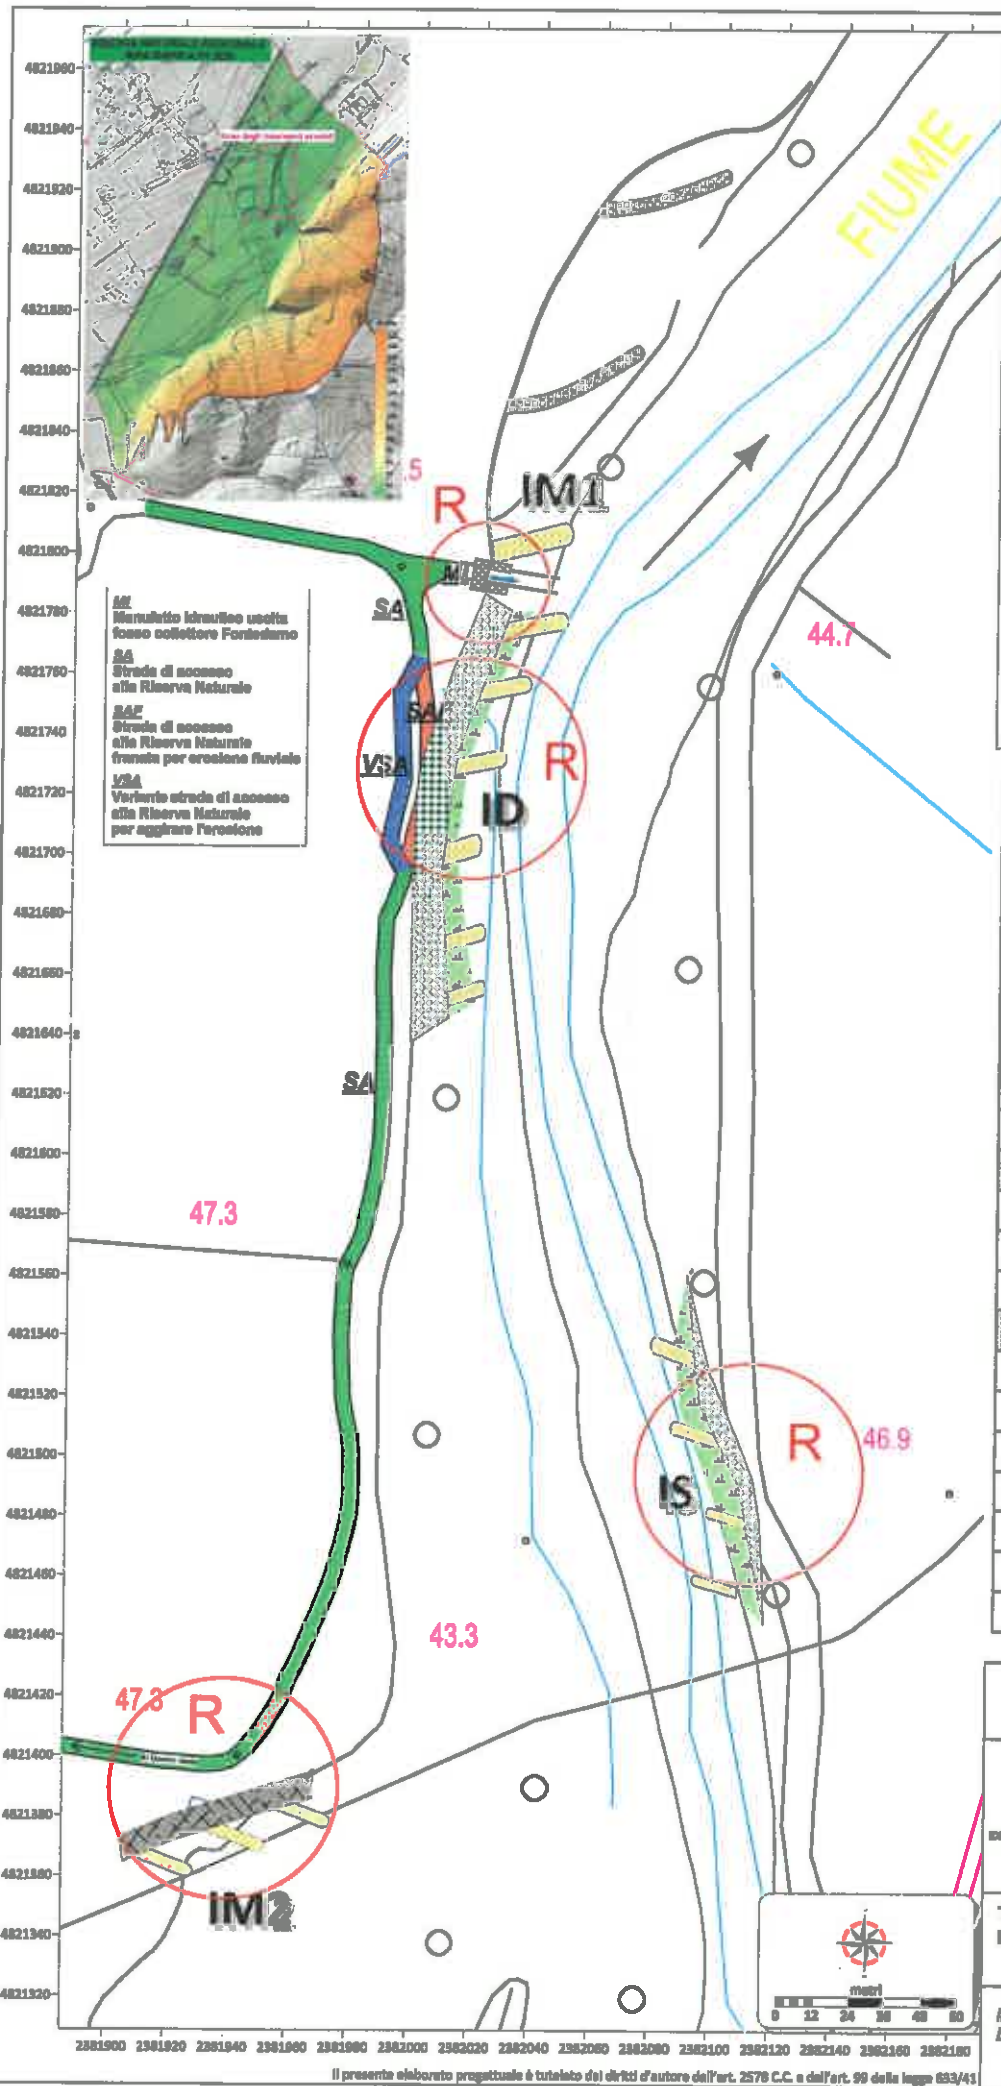 4821960
4821940
4821920
4821900
4821880
4821860
4821840
4821820
4821800
4821780
4821760
4821740
4821720
4821700
4821680
4821660
4821640
4821620
4821600
4821580
4821560
4821540
4821520
4821500
4821480
4821460
4821440
4821420
4821400
4821380
4821360
4821340
4821320
FIUME
.5
R
IM1
MI
SA
MI
Manufatto idraulico uscita
fosso collettore Fontedamo
SA
Strada di accesso
alla Riserva Naturale
SAF
Strada di accesso
alla Riserva Naturale
franata per erosione fluviale
VSA
Variante strada di accesso
alla Riserva Naturale
per aggirare l'erosione
44.7
SA
VSA
R
ID
SA
47.3
R
46.9
IS
43.3
47.3
R
IM2
metri
0 12 24 36 48 60
2381900 2381920 2381940 2381960 2381980 2382000 2382020 2382040 2382060 2382080 2382100 2382120 2382140 2382160 2382180
Il presente elaborato progettuale è tutelato dai diritti d'autore dell'art. 2578 C.C. e dall'art. 99 della legge 633/41